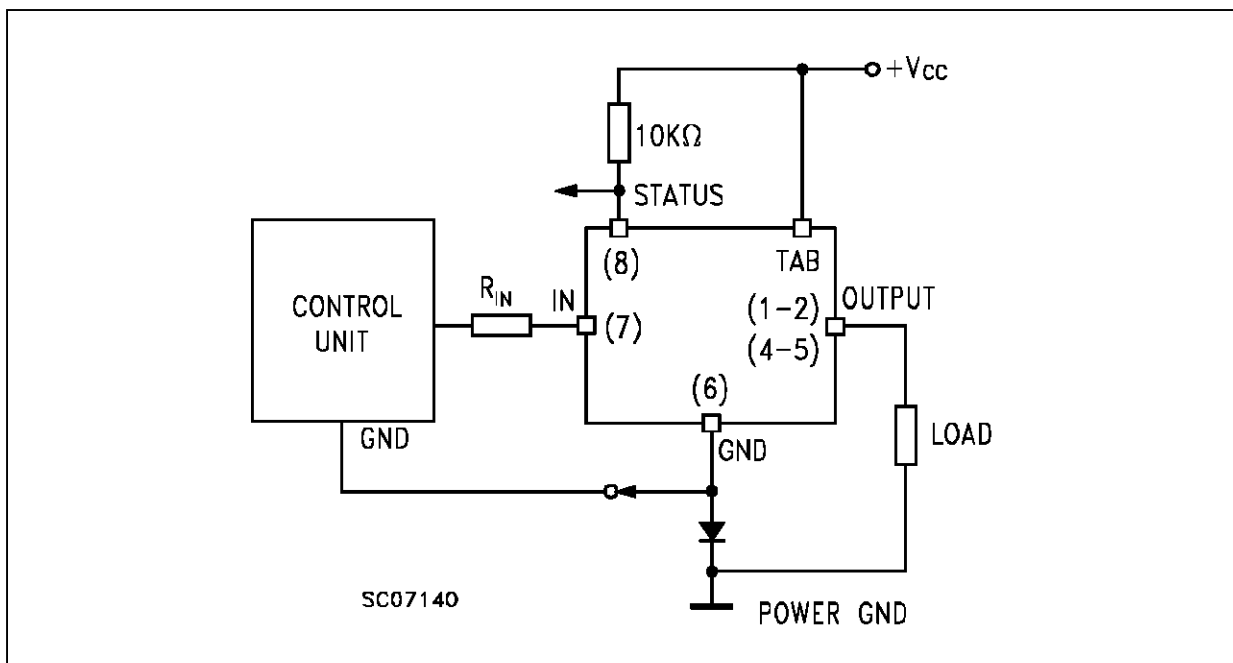 +Vcc
10KΩ
STATUS
(8)
TAB
CONTROL
UNIT
RIN
IN
(7)
OUTPUT
(1-2)
(4-5)
(6)
GND
GND
LOAD
SC07140
POWER GND